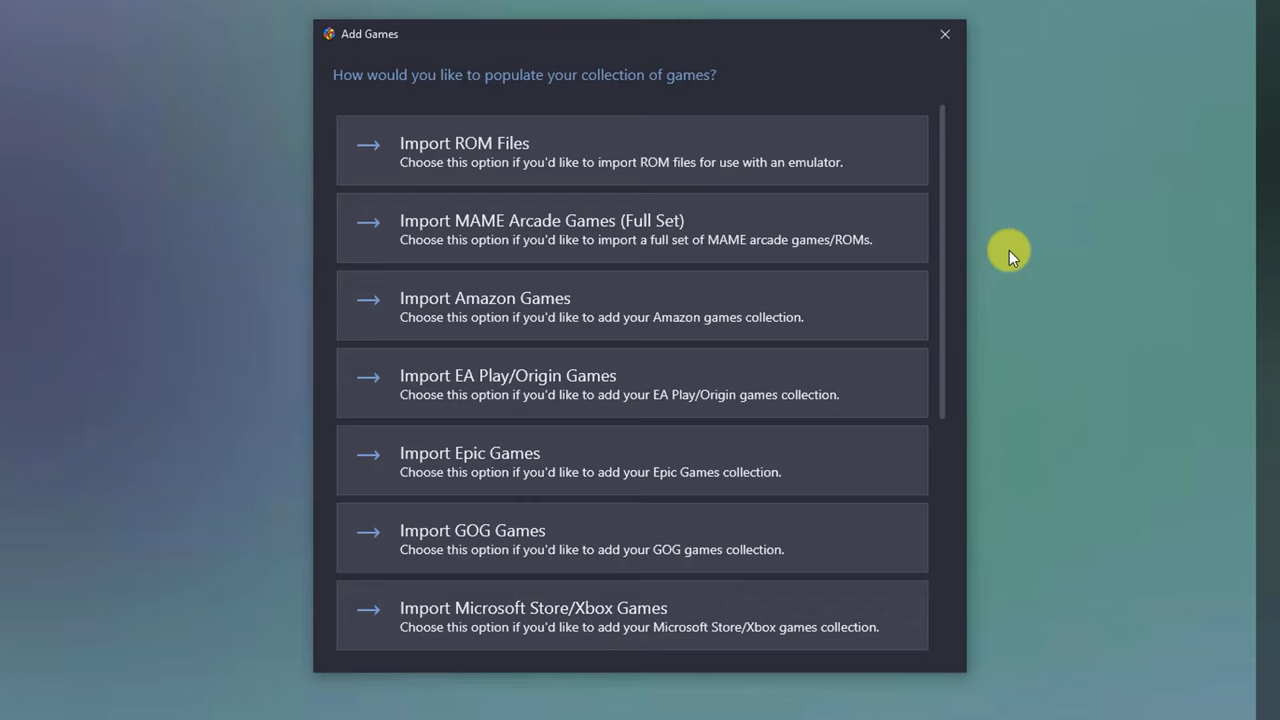 Add Games
How would you like to populate your collection of games?
Import ROM Files
Choose this option if you'd like to import ROM files for use with an emulator.
Import MAME Arcade Games (Full Set)
Choose this option if you'd like to import a full set of MAME arcade games/ROMs.
Import Amazon Games
Choose this option if you'd like to add your Amazon games collection.
Import EA Play/Origin Games
Choose this option if you'd like to add your EA Play/Origin games collection.
Import Epic Games
Choose this option if you'd like to add your Epic Games collection.
Import GOG Games
Choose this option if you'd like to add your GOG games collection.
Import Microsoft Store/Xbox Games
Choose this option if you'd like to add your Microsoft Store/Xbox games collection.